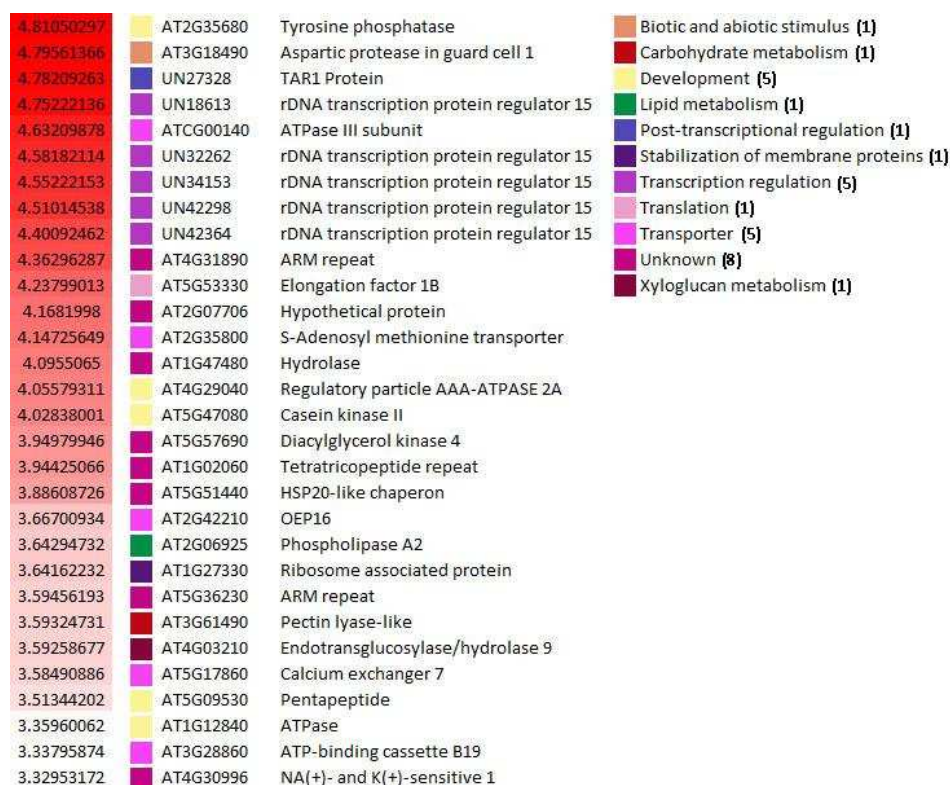 4.81050297 AT2G35680 Tyrosine phosphatase Biotic and abiotic stimulus (1)
4.79561366 AT3G18490 Aspartic protease in guard cell 1 Carbohydrate metabolism (1)
4.78209263 UN27328 TAR1 Protein Development (5)
4.75222136 UN18613 rDNA transcription protein regulator 15 Lipid metabolism (1)
4.63209878 ATCG00140 ATPase III subunit Post-transcriptional regulation (1)
4.58182114 UN32262 rDNA transcription protein regulator 15 Stabilization of membrane proteins (1)
4.55222153 UN34153 rDNA transcription protein regulator 15 Transcription regulation (5)
4.51014538 UN42298 rDNA transcription protein regulator 15 Translation (1)
4.40092462 UN42364 rDNA transcription protein regulator 15 Transporter (5)
4.36296287 AT4G31890 ARM repeat Unknown (8)
4.23799013 AT5G53330 Elongation factor 1B Xyloglucan metabolism (1)
4.1681998 AT2G07706 Hypothetical protein
4.14725649 AT2G35800 S-Adenosyl methionine transporter
4.0955065 AT1G47480 Hydrolase
4.05579311 AT4G29040 Regulatory particle AAA-ATPASE 2A
4.02838001 AT5G47080 Casein kinase II
3.94979946 AT5G57690 Diacylglycerol kinase 4
3.94425066 AT1G02060 Tetratricopeptide repeat
3.88608726 AT5G51440 HSP20-like chaperon
3.66700934 AT2G42210 OEP16
3.64294732 AT2G06925 Phospholipase A2
3.64162232 AT1G27330 Ribosome associated protein
3.59456193 AT5G36230 ARM repeat
3.59324731 AT3G61490 Pectin lyase-like
3.59258677 AT4G03210 Endotransglucosylase/hydrolase 9
3.58490886 AT5G17860 Calcium exchanger 7
3.51344202 AT5G09530 Pentapeptide
3.35960062 AT1G12840 ATPase
3.33795874 AT3G28860 ATP-binding cassette B19
3.32953172 AT4G30996 NA(+)- and K(+)-sensitive 1